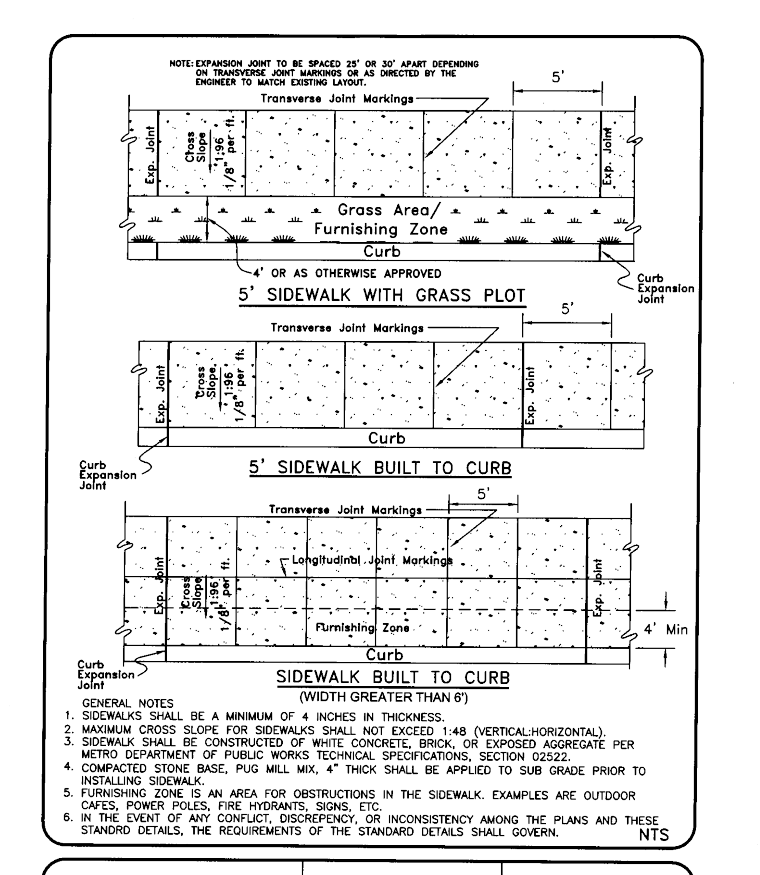 NOTE: EXPANSION JOINT TO BE SPACED 25' OR 30' APART DEPENDING
ON TRANSVERSE JOINT MARKINGS OR AS DIRECTED BY THE
ENGINEER TO MATCH EXISTING LAYOUT.
5'
Transverse Joint Markings
Exp. Joint
Cross
Slope
1:96
1/8" per ft.
Exp. Joint
Grass Area/
Furnishing Zone
Curb
4' OR AS OTHERWISE APPROVED
Curb
Expansion
Joint
5' SIDEWALK WITH GRASS PLOT
5'
Transverse Joint Markings
Exp. Joint
Cross
Slope
1:96
1/8" per ft.
Exp. Joint
Curb
Curb
Expansion
Joint
5' SIDEWALK BUILT TO CURB
5'
Transverse Joint Markings
Longitudinal Joint Markings
Exp. Joint
Cross
Slope
1:96
1/8" per ft.
Exp. Joint
Furnishing Zone
4' Min
Curb
Curb
Expansion
Joint
SIDEWALK BUILT TO CURB
(WIDTH GREATER THAN 6')
GENERAL NOTES
1. SIDEWALKS SHALL BE A MINIMUM OF 4 INCHES IN THICKNESS.
2. MAXIMUM CROSS SLOPE FOR SIDEWALKS SHALL NOT EXCEED 1:48 (VERTICAL:HORIZONTAL).
3. SIDEWALK SHALL BE CONSTRUCTED OF WHITE CONCRETE, BRICK, OR EXPOSED AGGREGATE PER
METRO DEPARTMENT OF PUBLIC WORKS TECHNICAL SPECIFICATIONS, SECTION 02522.
4. COMPACTED STONE BASE, PUG MILL MIX, 4" THICK SHALL BE APPLIED TO SUB GRADE PRIOR TO
INSTALLING SIDEWALK.
5. FURNISHING ZONE IS AN AREA FOR OBSTRUCTIONS IN THE SIDEWALK. EXAMPLES ARE OUTDOOR
CAFES, POWER POLES, FIRE HYDRANTS, SIGNS, ETC.
6. IN THE EVENT OF ANY CONFLICT, DISCREPENCY, OR INCONSISTENCY AMONG THE PLANS AND THESE
STANDRD DETAILS, THE REQUIREMENTS OF THE STANDARD DETAILS SHALL GOVERN.
NTS